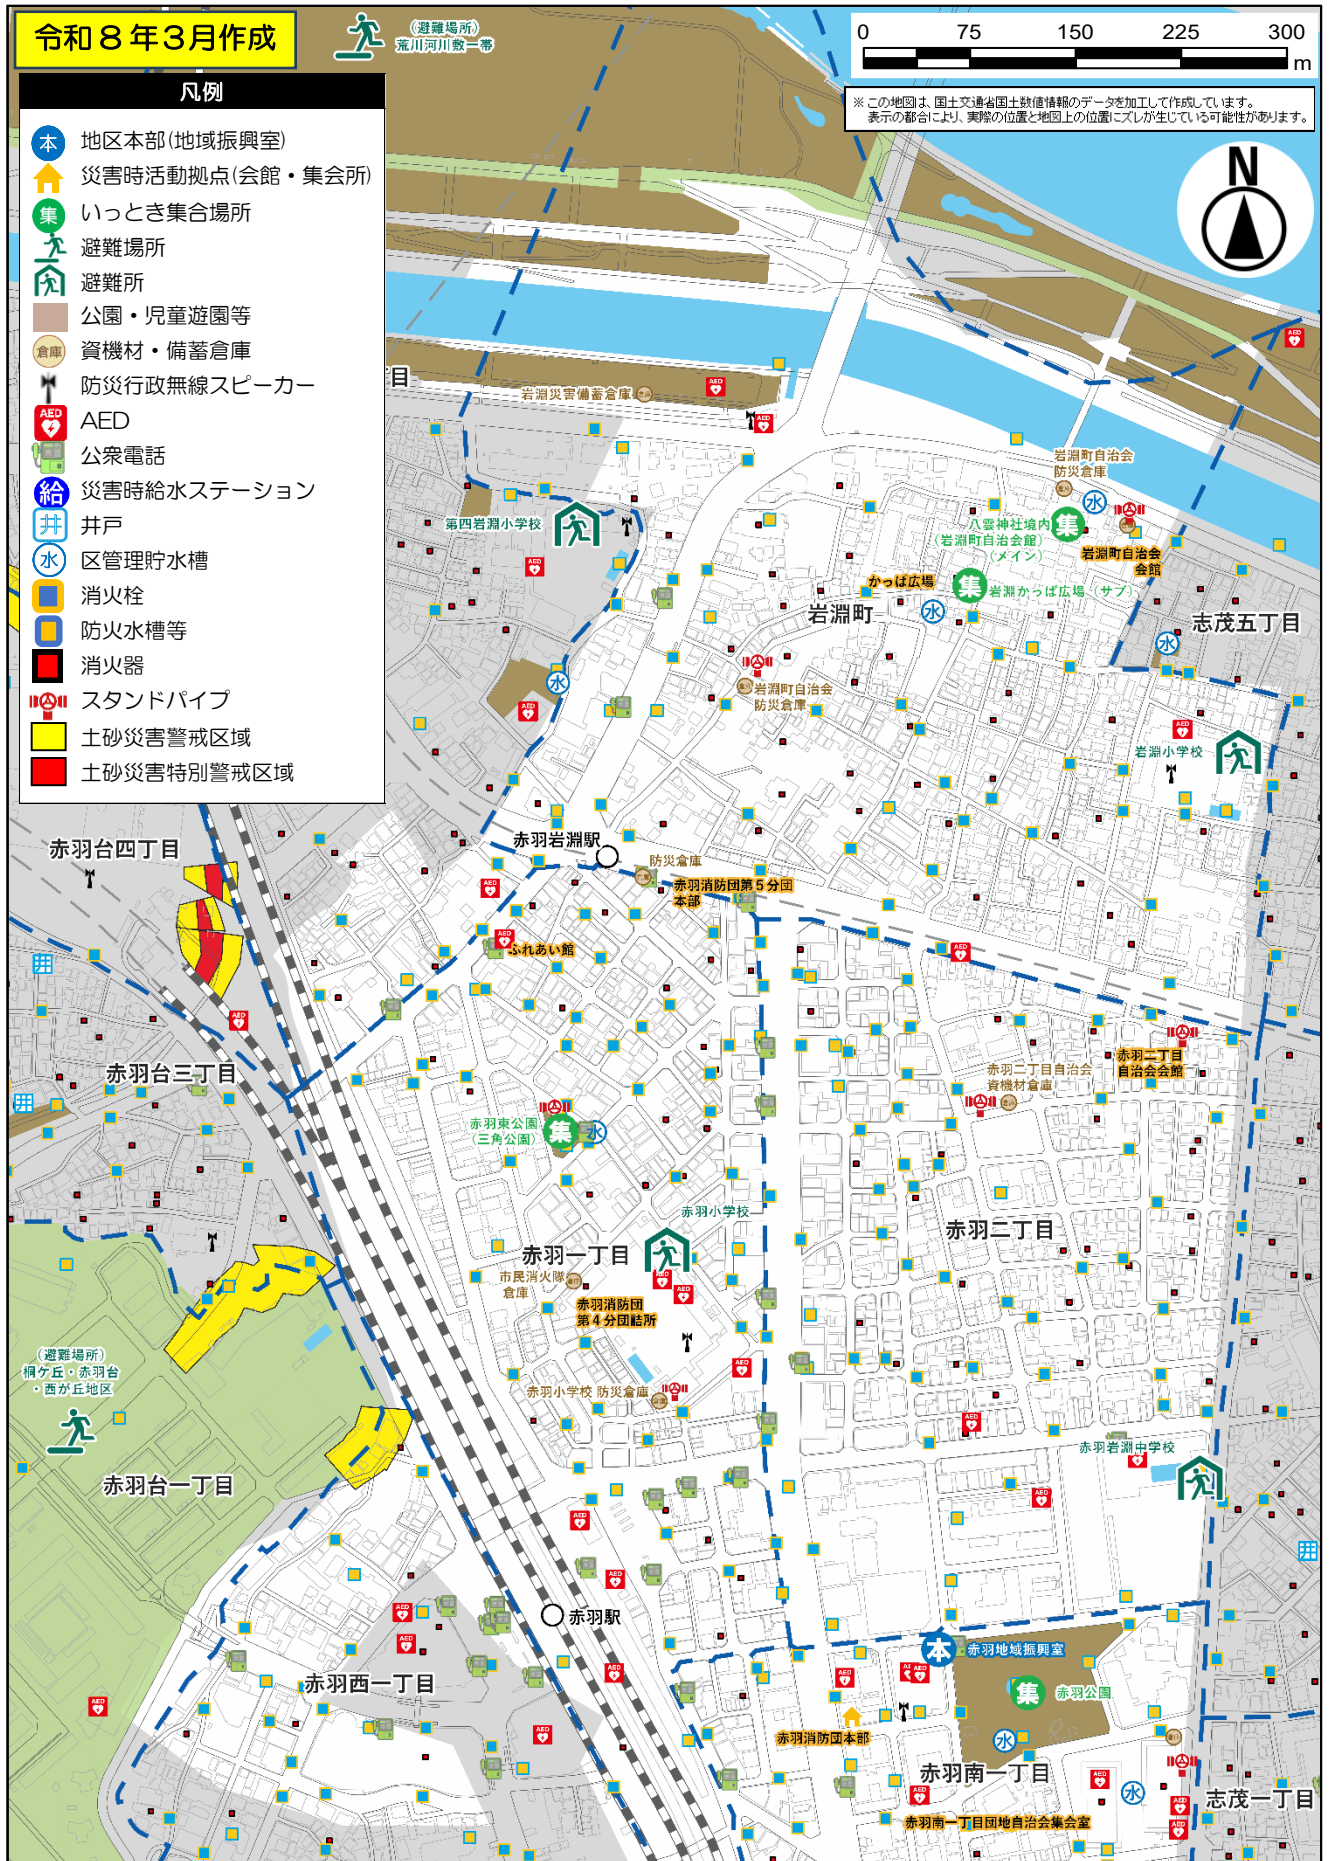 令和８年３月作成
(避難場所)
荒川河川敷一帯
0 75 150 225 300
m
※ この地図は、国土交通省国土数値情報のデータを加工して作成しています。
表示の都合により、実際の位置と地図上の位置にズレが生じている可能性があります。
N
凡例
本 地区本部(地域振興室)
災害時活動拠点(会館・集会所)
集 いっとき集合場所
避難場所
避難所
公園・児童遊園等
倉庫 資機材・備蓄倉庫
防災行政無線スピーカー
AED AED
公衆電話
給 災害時給水ステーション
井 井戸
水 区管理貯水槽
消火栓
防火水槽等
消火器
スタンドパイプ
土砂災害警戒区域
土砂災害特別警戒区域
丁目
岩淵災害備蓄倉庫
岩淵町自治会
防災倉庫
第四岩淵小学校
八雲神社境内
(岩淵町自治会館)
(メイン)
集
水
岩淵町自治会
会館
かっぱ広場
集
岩淵かっぱ広場（サブ）
岩淵町
水
志茂五丁目
水
岩淵町自治会
防災倉庫
水
岩淵小学校
赤羽岩淵駅
赤羽台四丁目
防災倉庫
赤羽消防団第５分団
本部
ふれあい館
井
赤羽台三丁目
井
赤羽二丁目自治会
資機材倉庫
赤羽二丁目
自治会会館
赤羽東公園
(三角公園)
集
水
赤羽小学校
赤羽一丁目
赤羽二丁目
市民消火隊
倉庫
赤羽消防団
第４分団詰所
(避難場所)
桐ケ丘・赤羽台
・西が丘地区
赤羽小学校 防災倉庫
赤羽岩淵中学校
赤羽台一丁目
井
赤羽駅
本
赤羽地域振興室
赤羽西一丁目
集
赤羽公園
赤羽消防団本部
水
赤羽南一丁目
水
志茂一丁目
赤羽南一丁目団地自治会集会室